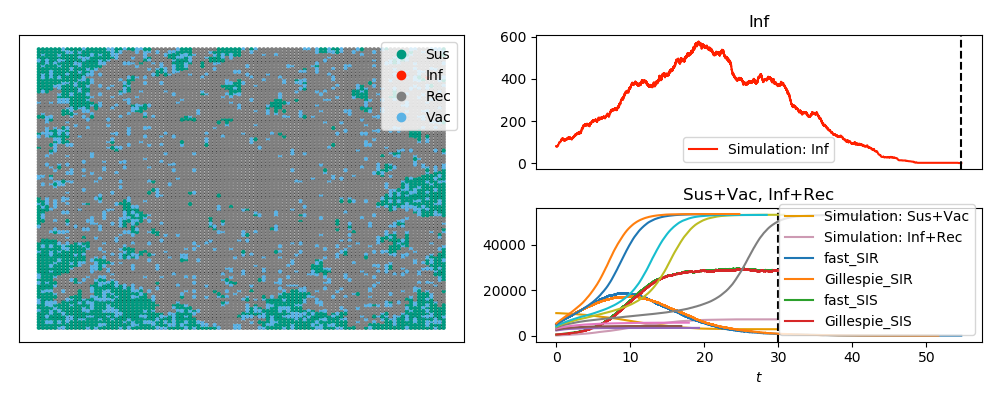 Sus
Inf
Rec
Vac
Inf
600
400
200
0
Simulation: Inf
Sus+Vac, Inf+Rec
40000
20000
0
Simulation: Sus+Vac
Simulation: Inf+Rec
fast_SIR
Gillespie_SIR
fast_SIS
Gillespie_SIS
0 10 20 30 40 50
t